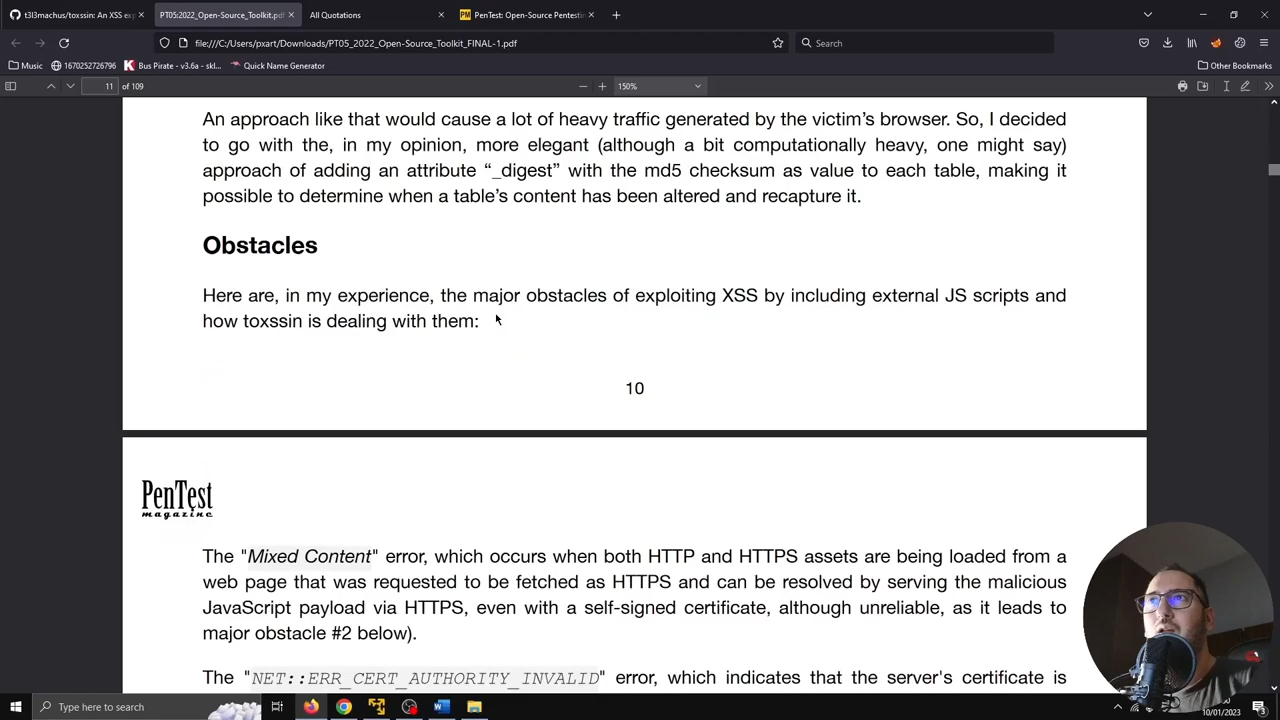 t3l3machus/toxssin: An XSS exp
PT05:2022_Open-Source_Toolkit.pdf
All Quotations
PenTest: Open-Source Pentestin
file:///C:/Users/pxart/Downloads/PT05_2022_Open-Source_Toolkit_FINAL-1.pdf
Search
Music
1670252726796
Bus Pirate - v3.6a - skl...
Quick Name Generator
Other Bookmarks
11 of 109
150%
An approach like that would cause a lot of heavy traffic generated by the victim’s browser. So, I decided
to go with the, in my opinion, more elegant (although a bit computationally heavy, one might say)
approach of adding an attribute “_digest” with the md5 checksum as value to each table, making it
possible to determine when a table’s content has been altered and recapture it.
Obstacles
Here are, in my experience, the major obstacles of exploiting XSS by including external JS scripts and
how toxssin is dealing with them:
10
PenTest
magazine
The "Mixed Content" error, which occurs when both HTTP and HTTPS assets are being loaded from a
web page that was requested to be fetched as HTTPS and can be resolved by serving the malicious
JavaScript payload via HTTPS, even with a self-signed certificate, although unreliable, as it leads to
major obstacle #2 below).
The "NET::ERR_CERT_AUTHORITY_INVALID" error, which indicates that the server's certificate is
Type here to search
10/01/2023